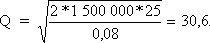 Q = √(2*1 500 000*25 / 0,08) = 30,6.